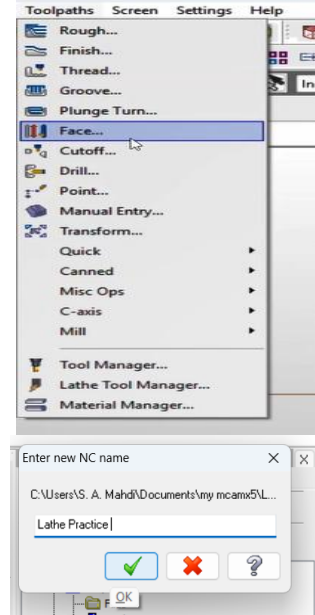 Toolpaths Screen Settings Help
Rough...
Finish...
Thread...
Groove...
Plunge Turn...
Face...
Cutoff...
Drill...
Point...
Manual Entry...
Transform...
Quick
Canned
Misc Ops
C-axis
Mill
Tool Manager...
Lathe Tool Manager...
Material Manager...
Enter new NC name
C:\Users\S. A. Mahdi\Documents\my mcamx5\L...
Lathe Practice
OK